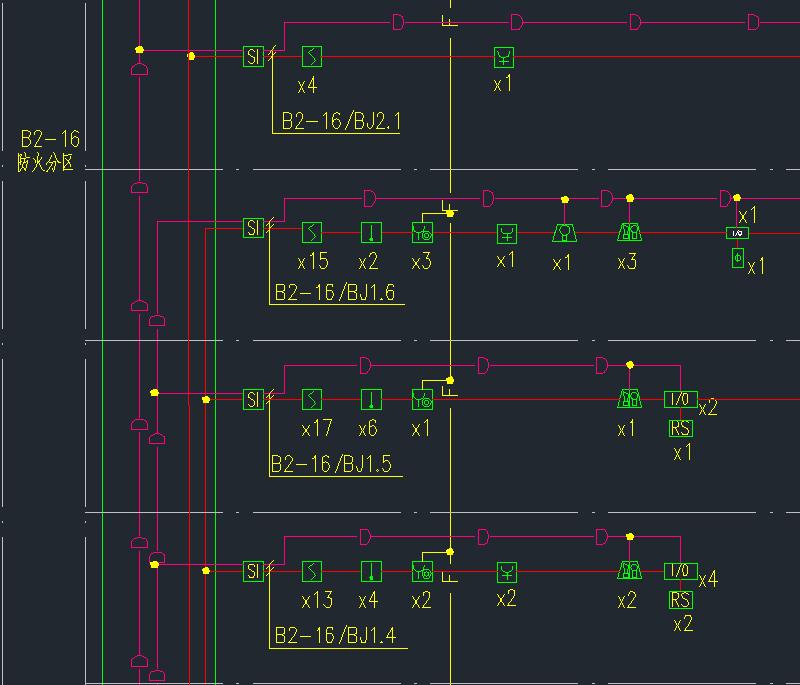 F
SI
x4
x1
B2-16/BJ2.1
B2-16
防火分区
F
x1
SI
I/O
x15
x2
x3
x1
x1
x3
x1
B2-16/BJ1.6
F
SI
I/O
x2
x17
x6
x1
x1
RS
x1
B2-16/BJ1.5
F
SI
I/O
x4
x13
x4
x2
x2
x2
RS
x2
B2-16/BJ1.4